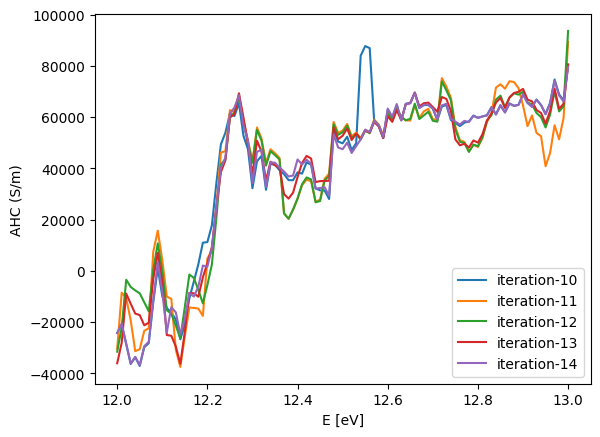 100000
80000
60000
40000
20000
0
−20000
−40000
AHC (S/m)
12.0 12.2 12.4 12.6 12.8 13.0
E [eV]
iteration-10
iteration-11
iteration-12
iteration-13
iteration-14